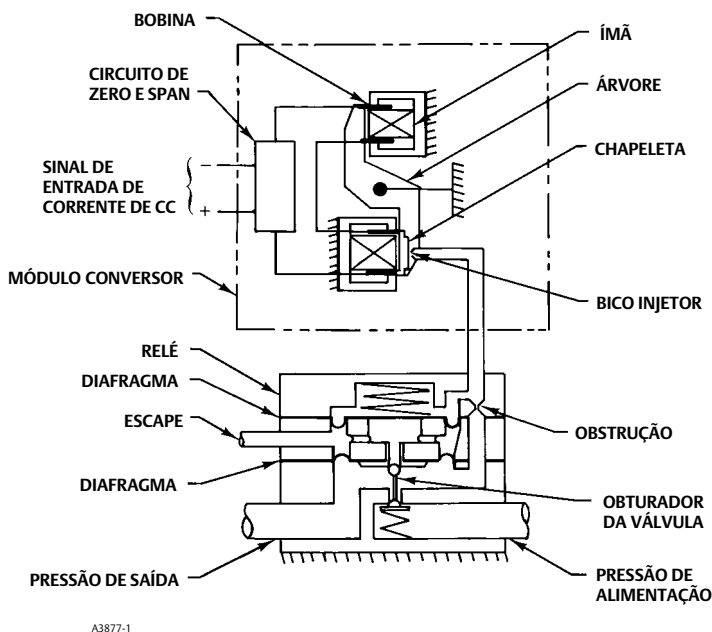 BOBINA
ÍMÃ
CIRCUITO DE
ZERO E SPAN
ÁRVORE
CHAPELETA
SINAL DE
ENTRADA DE
CORRENTE DE CC
−
+
MÓDULO CONVERSOR
BICO INJETOR
RELÉ
DIAFRAGMA
ESCAPE
OBSTRUÇÃO
DIAFRAGMA
OBTURADOR
DA VÁLVULA
PRESSÃO DE SAÍDA
PRESSÃO DE
ALIMENTAÇÃO
A3877-1